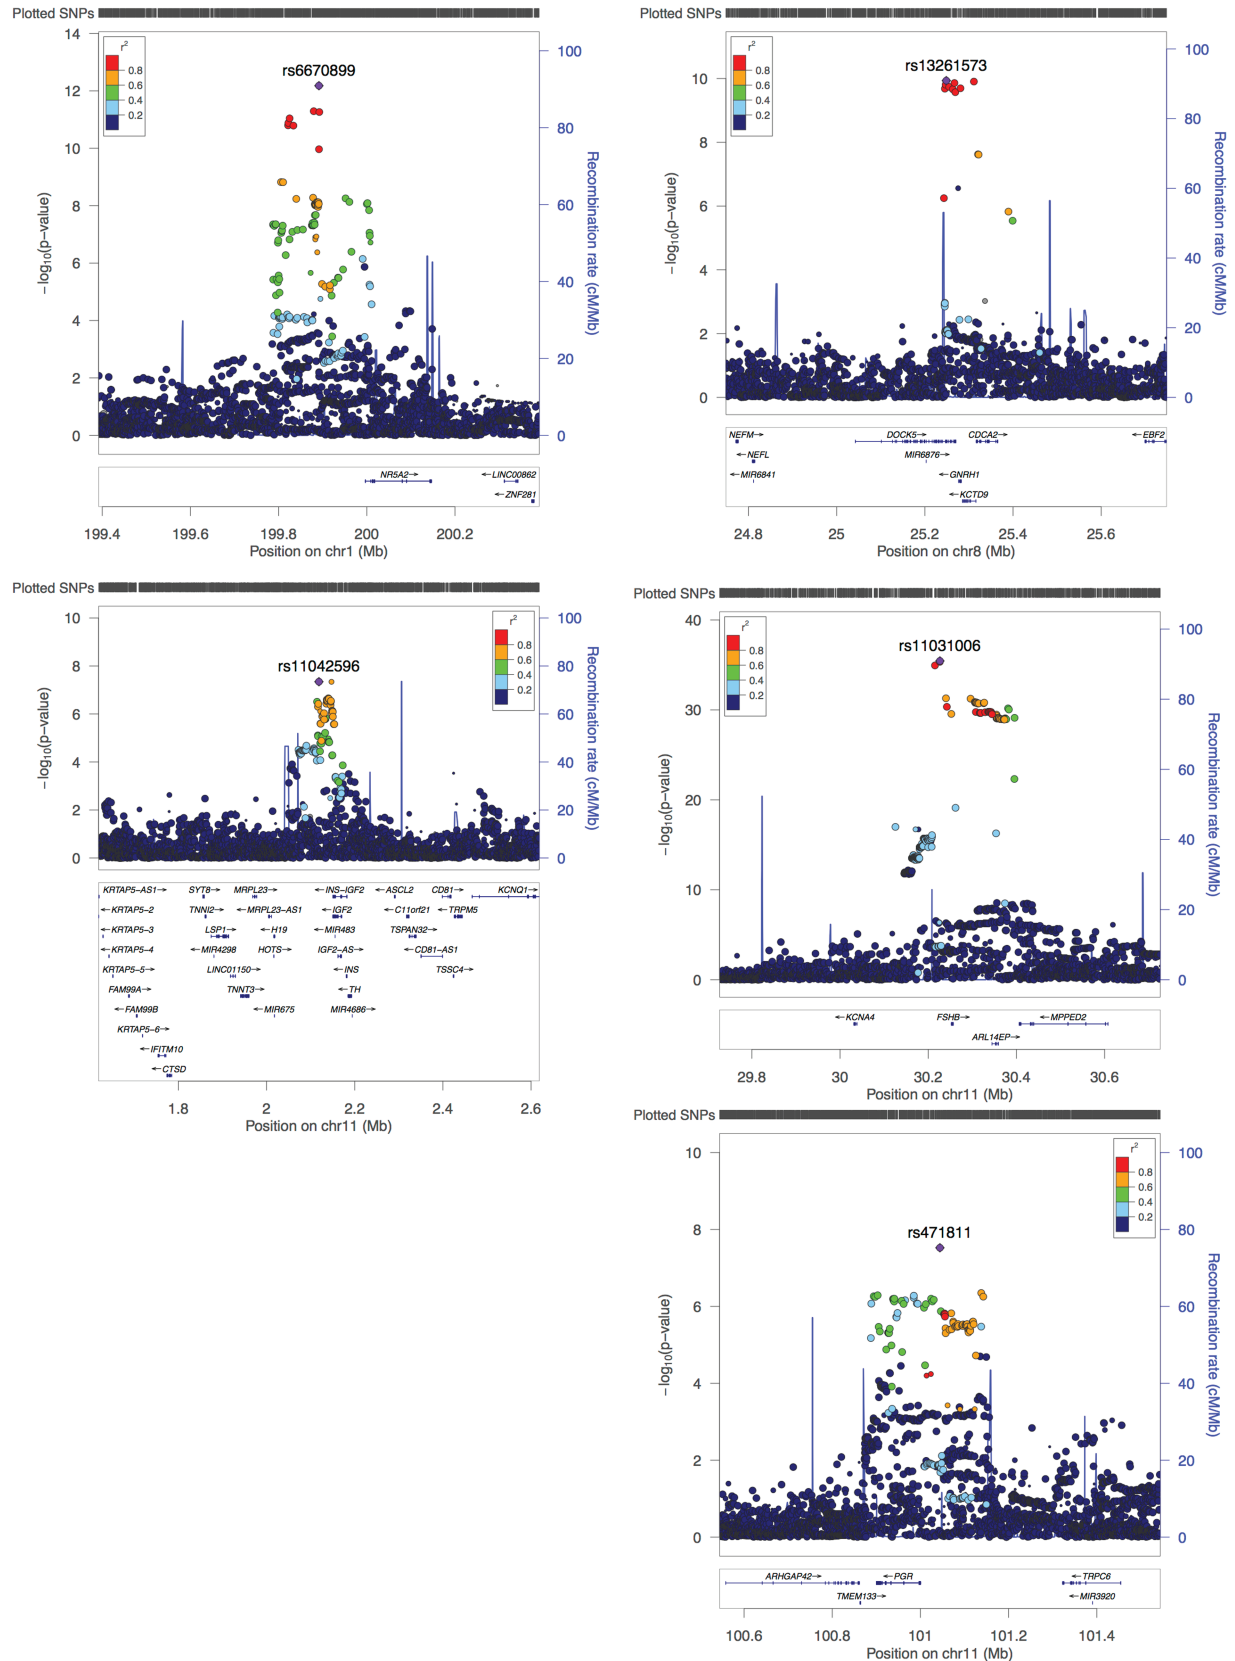 Plotted SNPs
14
12
10
8
6
4
2
0
−log10(p−value)
r2
0.8
0.6
0.4
0.2
rs6670899
100
80
60
40
20
0
Recombination rate (cM/Mb)
NR5A2→
←LINC00862
←ZNF281
199.4 199.6 199.8 200 200.2
Position on chr1 (Mb)
Plotted SNPs
10
8
6
4
2
0
−log10(p−value)
r2
0.8
0.6
0.4
0.2
rs13261573
100
80
60
40
20
0
Recombination rate (cM/Mb)
NEFM→ DOCK5→ CDCA2→ ←EBF2
←NEFL MIR6876→
←MIR6841 ←GNRH1
←KCTD9
24.8 25 25.2 25.4 25.6
Position on chr8 (Mb)
Plotted SNPs
10
8
6
4
2
0
−log10(p−value)
rs11042596
r2
0.8
0.6
0.4
0.2
100
80
60
40
20
0
Recombination rate (cM/Mb)
KRTAP5−AS1→ SYT8→ MRPL23→ ←INS−IGF2 ←ASCL2 CD81→ KCNQ1→
←KRTAP5−2 TNNI2→ ←MRPL23−AS1 ←IGF2 ←C11orf21 ←TRPM5
←KRTAP5−3 LSP1→ ←H19 ←MIR483 TSPAN32→
←KRTAP5−4 ←MIR4298 HOTS→ IGF2−AS→ ←CD81−AS1
←KRTAP5−5→ LINC01150→ ←INS TSSC4→
FAM99A→ TNNT3→ ←TH
←FAM99B ←MIR675 MIR4686→
KRTAP5−6→
←IFITM10
←CTSD
1.8 2 2.2 2.4 2.6
Position on chr11 (Mb)
Plotted SNPs
40
30
20
10
0
−log10(p−value)
r2
0.8
0.6
0.4
0.2
rs11031006
100
80
60
40
20
0
Recombination rate (cM/Mb)
←KCNA4 FSHB→ ←MPPED2
ARL14EP→
29.8 30 30.2 30.4 30.6
Position on chr11 (Mb)
Plotted SNPs
10
8
6
4
2
0
−log10(p−value)
rs471811
r2
0.8
0.6
0.4
0.2
100
80
60
40
20
0
Recombination rate (cM/Mb)
ARHGAP42→ ←PGR ←TRPC6
TMEM133→ ←MIR3920
100.6 100.8 101 101.2 101.4
Position on chr11 (Mb)